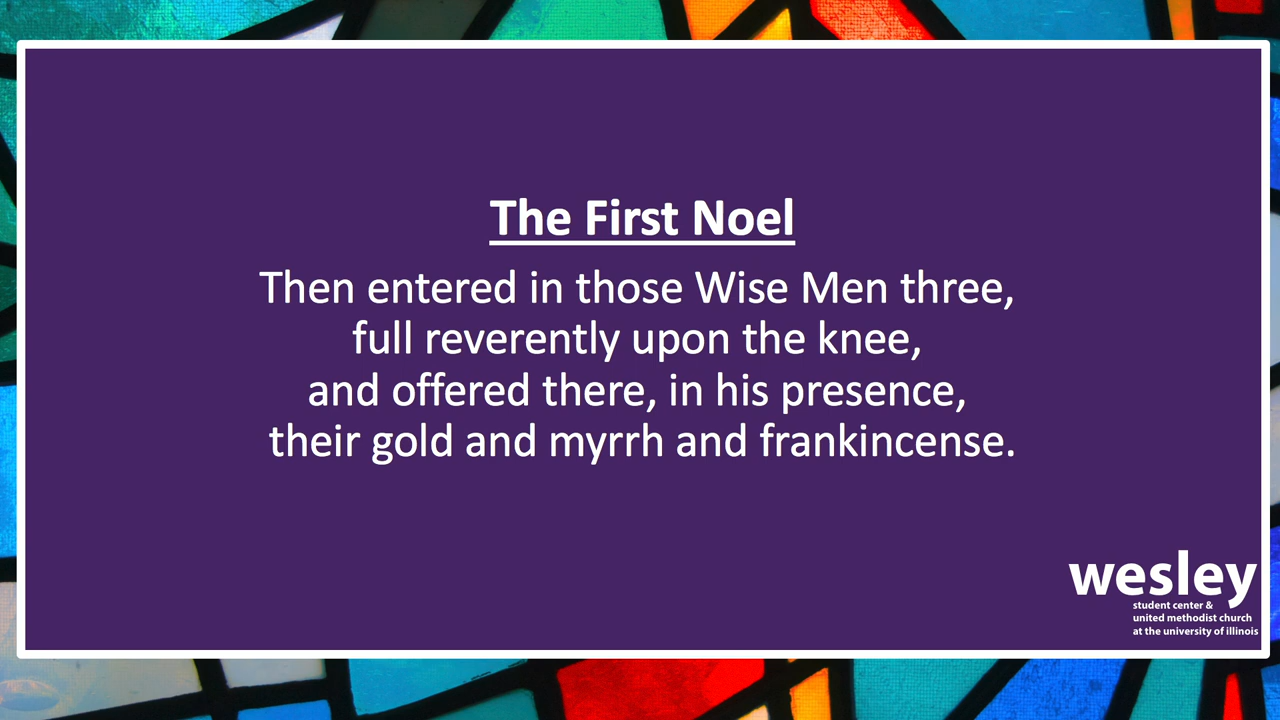 The First Noel
Then entered in those Wise Men three,
full reverently upon the knee,
and offered there, in his presence,
their gold and myrrh and frankincense.
wesley
student center &
united methodist church
at the university of illinois